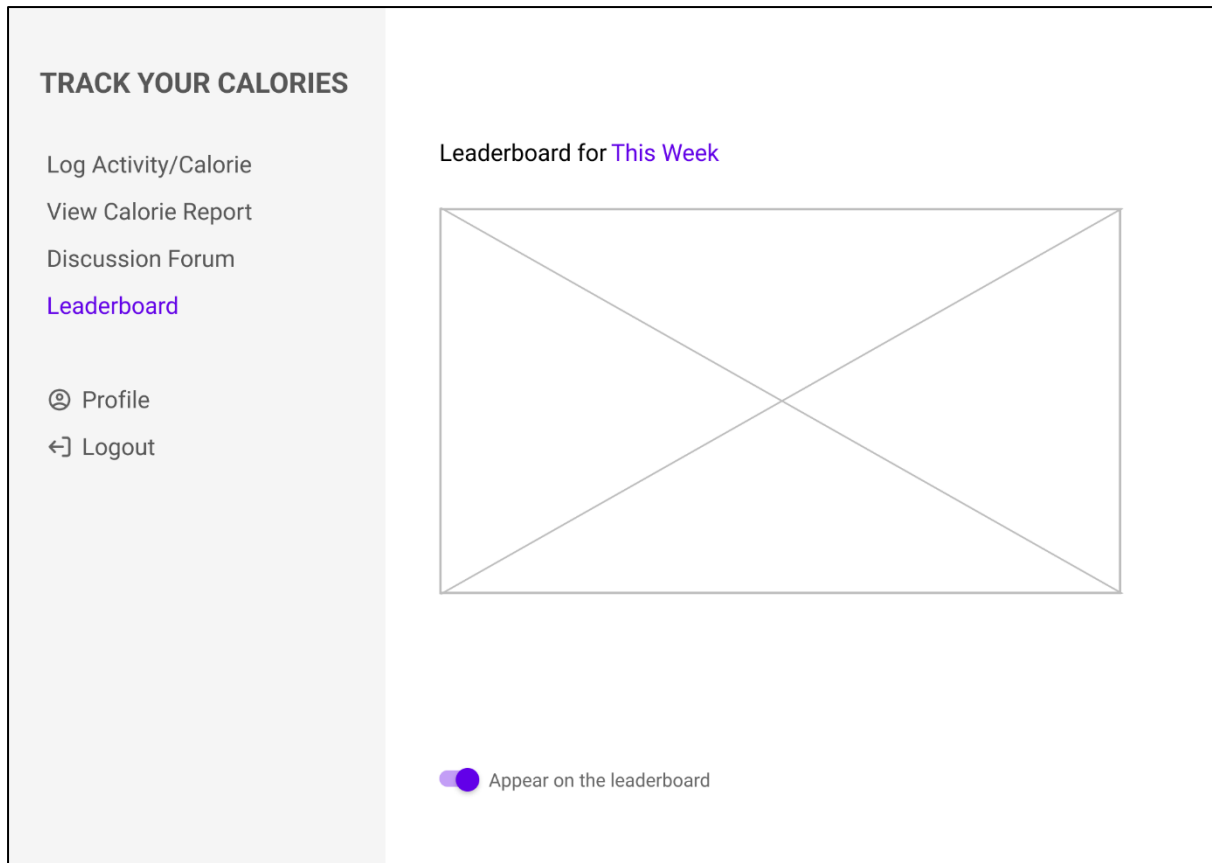 TRACK YOUR CALORIES
Log Activity/Calorie
View Calorie Report
Discussion Forum
Leaderboard
Profile
Logout
Leaderboard for This Week
Appear on the leaderboard